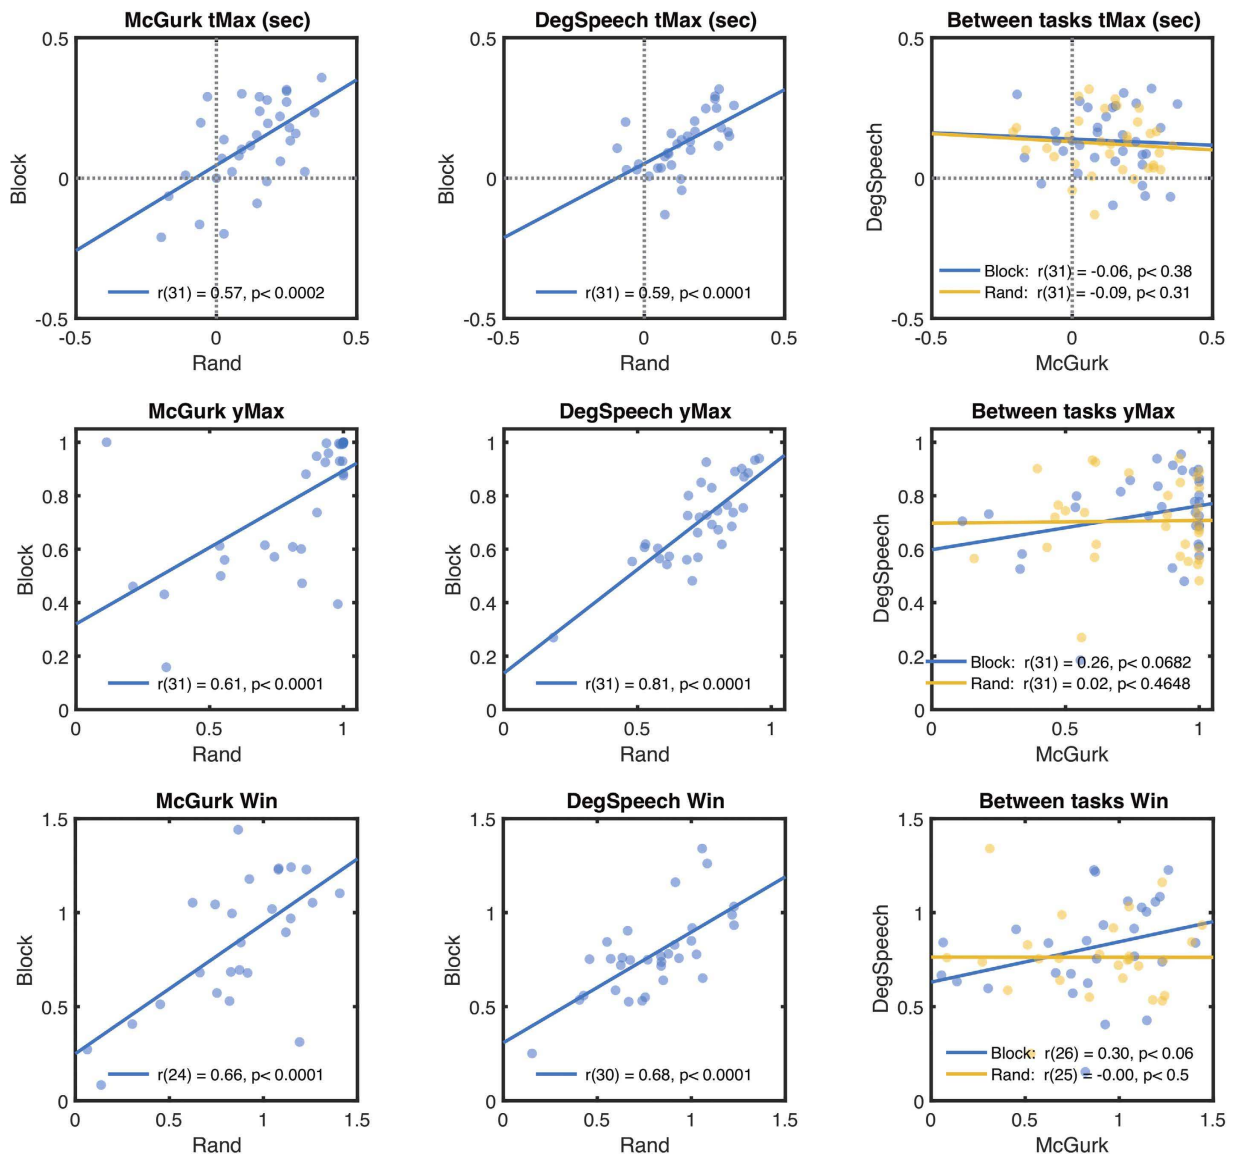 McGurk tMax (sec)
0.5
Block
0
-0.5
r(31) = 0.57, p< 0.0002
-0.5
0
0.5
Rand
DegSpeech tMax (sec)
0.5
Block
0
-0.5
r(31) = 0.59, p< 0.0001
-0.5
0
0.5
Rand
Between tasks tMax (sec)
0.5
DegSpeech
0
-0.5
Block: r(31) = -0.06, p< 0.38
Rand: r(31) = -0.09, p< 0.31
-0.5
0
0.5
McGurk
McGurk yMax
1
0.8
0.6
0.4
0.2
0
Block
r(31) = 0.61, p< 0.0001
0
0.5
1
Rand
DegSpeech yMax
1
0.8
0.6
0.4
0.2
0
Block
r(31) = 0.81, p< 0.0001
0
0.5
1
Rand
Between tasks yMax
1
0.8
0.6
0.4
0.2
0
DegSpeech
Block: r(31) = 0.26, p< 0.0682
Rand: r(31) = 0.02, p< 0.4648
0
0.5
1
McGurk
McGurk Win
1.5
1
0.5
0
Block
r(24) = 0.66, p< 0.0001
0
0.5
1
1.5
Rand
DegSpeech Win
1.5
1
0.5
0
Block
r(30) = 0.68, p< 0.0001
0
0.5
1
1.5
Rand
Between tasks Win
1.5
1
0.5
0
DegSpeech
Block: r(26) = 0.30, p< 0.06
Rand: r(25) = -0.00, p< 0.5
0
0.5
1
1.5
McGurk